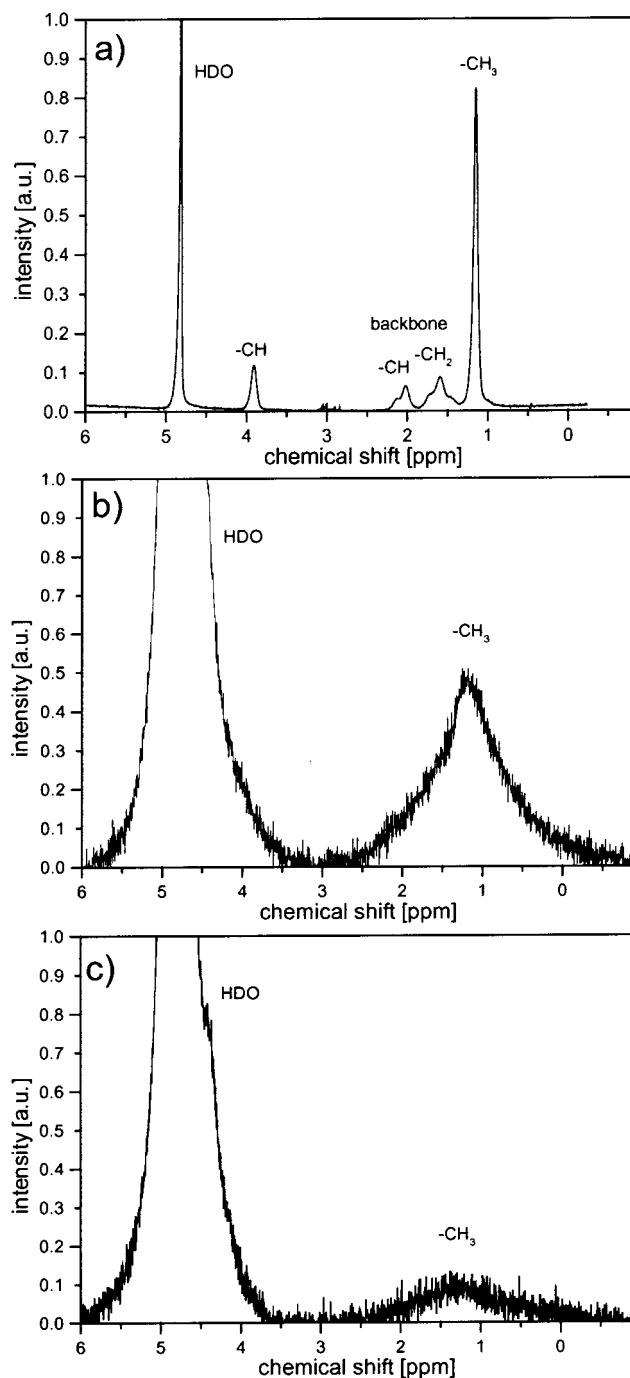 a)
HDO
-CH₃
-CH
backbone
-CH
-CH₂
intensity [a.u.]
1.0
0.9
0.8
0.7
0.6
0.5
0.4
0.3
0.2
0.1
0.0
6 5 4 3 2 1 0
chemical shift [ppm]
b)
HDO
-CH₃
intensity [a.u.]
1.0
0.9
0.8
0.7
0.6
0.5
0.4
0.3
0.2
0.1
0.0
6 5 4 3 2 1 0
chemical shift [ppm]
c)
HDO
-CH₃
intensity [a.u.]
1.0
0.9
0.8
0.7
0.6
0.5
0.4
0.3
0.2
0.1
0.0
6 5 4 3 2 1 0
chemical shift [ppm]